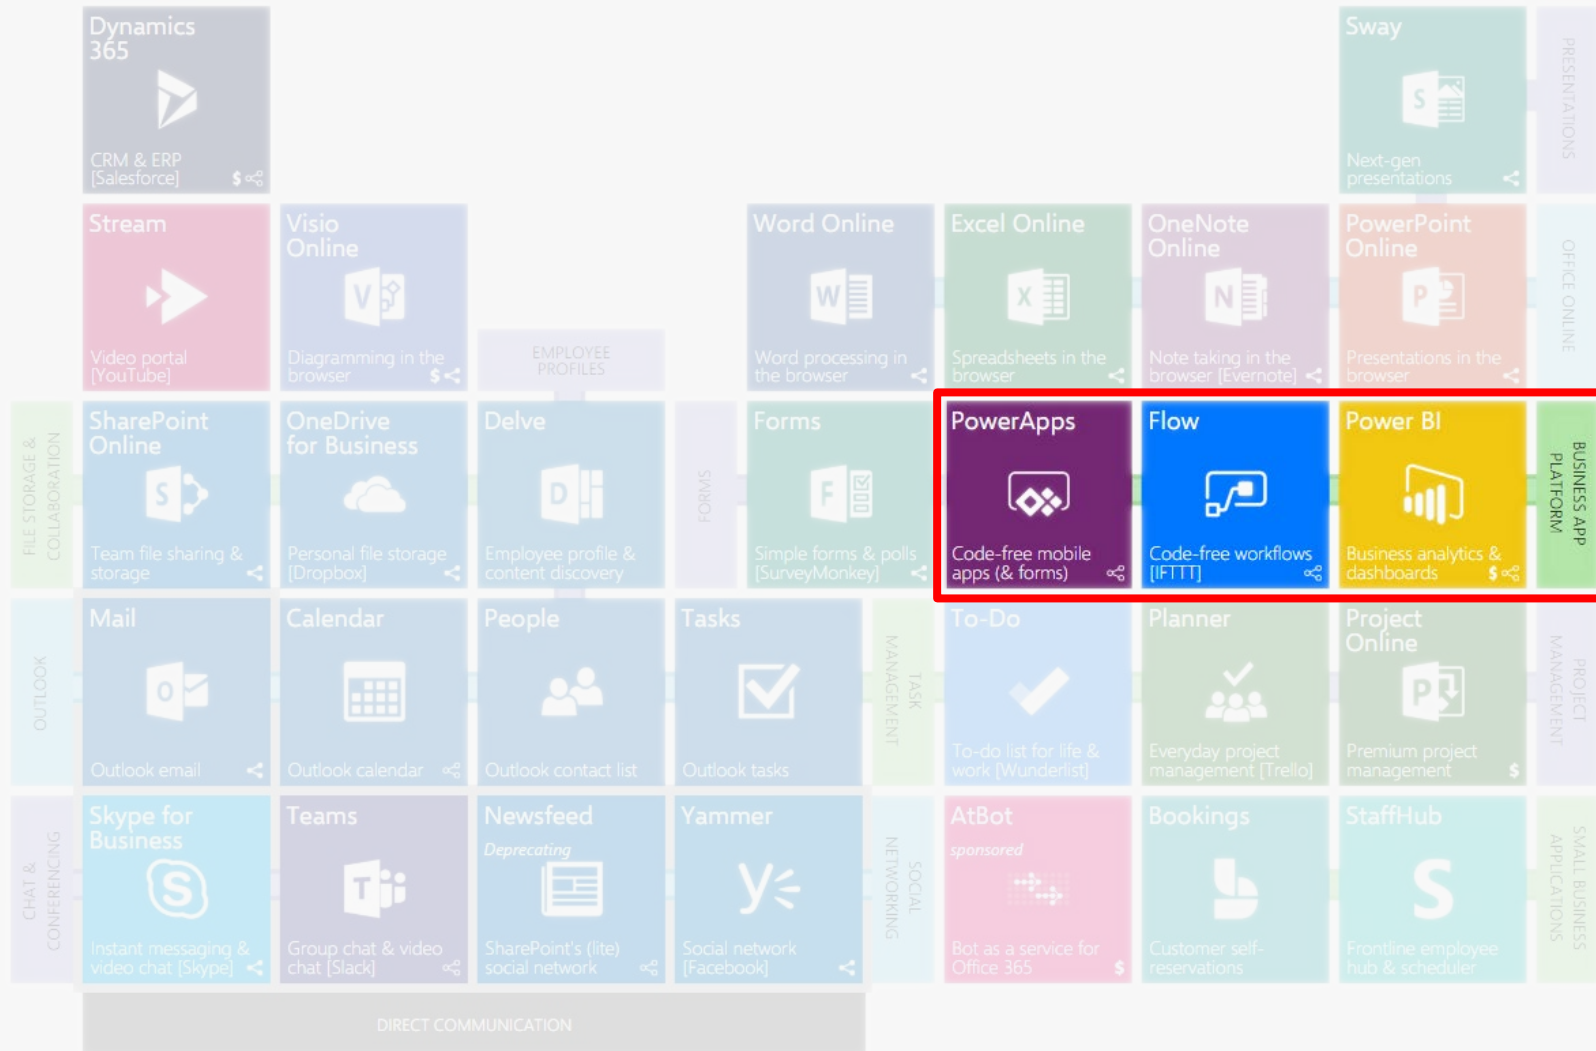 Dynamics
365
CRM & ERP
[Salesforce]
$
Sway
S
Next-gen
presentations
PRESENTATIONS
Stream
Video portal
[YouTube]
Visio
Online
V
Diagramming in the
browser
$
EMPLOYEE
PROFILES
Word Online
W
Word processing in
the browser
Excel Online
X
Spreadsheets in the
browser
OneNote
Online
N
Note taking in the
browser [Evernote]
PowerPoint
Online
P
Presentations in the
browser
OFFICE ONLINE
FILE STORAGE &
COLLABORATION
SharePoint
Online
S
Team file sharing &
storage
OneDrive
for Business
Personal file storage
[Dropbox]
Delve
D
Employee profile &
content discovery
FORMS
Forms
F
Simple forms & polls
[SurveyMonkey]
PowerApps
Code-free mobile
apps (& forms)
Flow
Code-free workflows
[IFTTT]
Power BI
Business analytics &
dashboards
$
BUSINESS APP
PLATFORM
OUTLOOK
Mail
O
Outlook email
Calendar
Outlook calendar
People
Outlook contact list
Tasks
Outlook tasks
TASK
MANAGEMENT
To-Do
To-do list for life &
work [Wunderlist]
Planner
Everyday project
management [Trello]
Project
Online
P
Premium project
management
$
PROJECT
MANAGEMENT
CHAT &
CONFERENCING
Skype for
Business
S
Instant messaging &
video chat [Skype]
Teams
T
Group chat & video
chat [Slack]
Newsfeed
Deprecating
SharePoint's (lite)
social network
Yammer
Social network
[Facebook]
SOCIAL
NETWORKING
AtBot
sponsored
Bot as a service for
Office 365
$
Bookings
Customer self-
reservations
StaffHub
S
Frontline employee
hub & scheduler
SMALL BUSINESS
APPLICATIONS
DIRECT COMMUNICATION